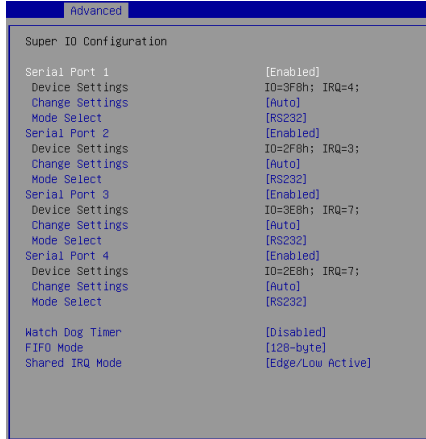 Advanced
Super IO Configuration
Serial Port 1 [Enabled]
Device Settings IO=3F8h; IRQ=4;
Change Settings [Auto]
Mode Select [RS232]
Serial Port 2 [Enabled]
Device Settings IO=2F8h; IRQ=3;
Change Settings [Auto]
Mode Select [RS232]
Serial Port 3 [Enabled]
Device Settings IO=3E8h; IRQ=7;
Change Settings [Auto]
Mode Select [RS232]
Serial Port 4 [Enabled]
Device Settings IO=2E8h; IRQ=7;
Change Settings [Auto]
Mode Select [RS232]
Watch Dog Timer [Disabled]
FIFO Mode [128-byte]
Shared IRQ Mode [Edge/Low Active]